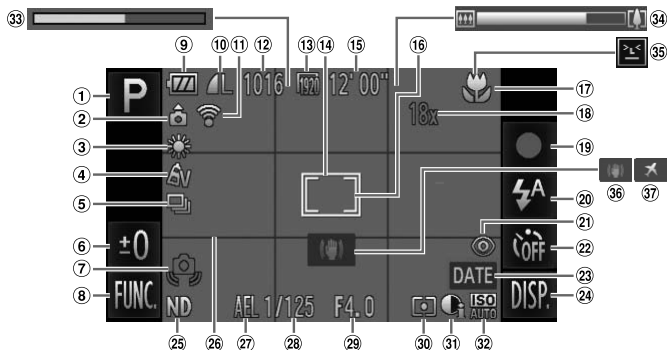 ㉝ ㉞
⑨ ⑩ ⑪ ⑫ ⑬ ⑭ ⑮ ⑯ ㉟
① P L 1016 1920 12'00" ⑰
② 18x ⑱
③ ⑲
④ ㊱ ㊲
⑤ A ⑳
㉑
⑥ ±0 OFF ㉒
⑦ DATE ㉓
⑧ FUNC. ND AEL 1/125 F4.0 i ISO AUTO DISP. ㉔
㉕ ㉖ ㉗ ㉘ ㉙ ㉚ ㉛ ㉜